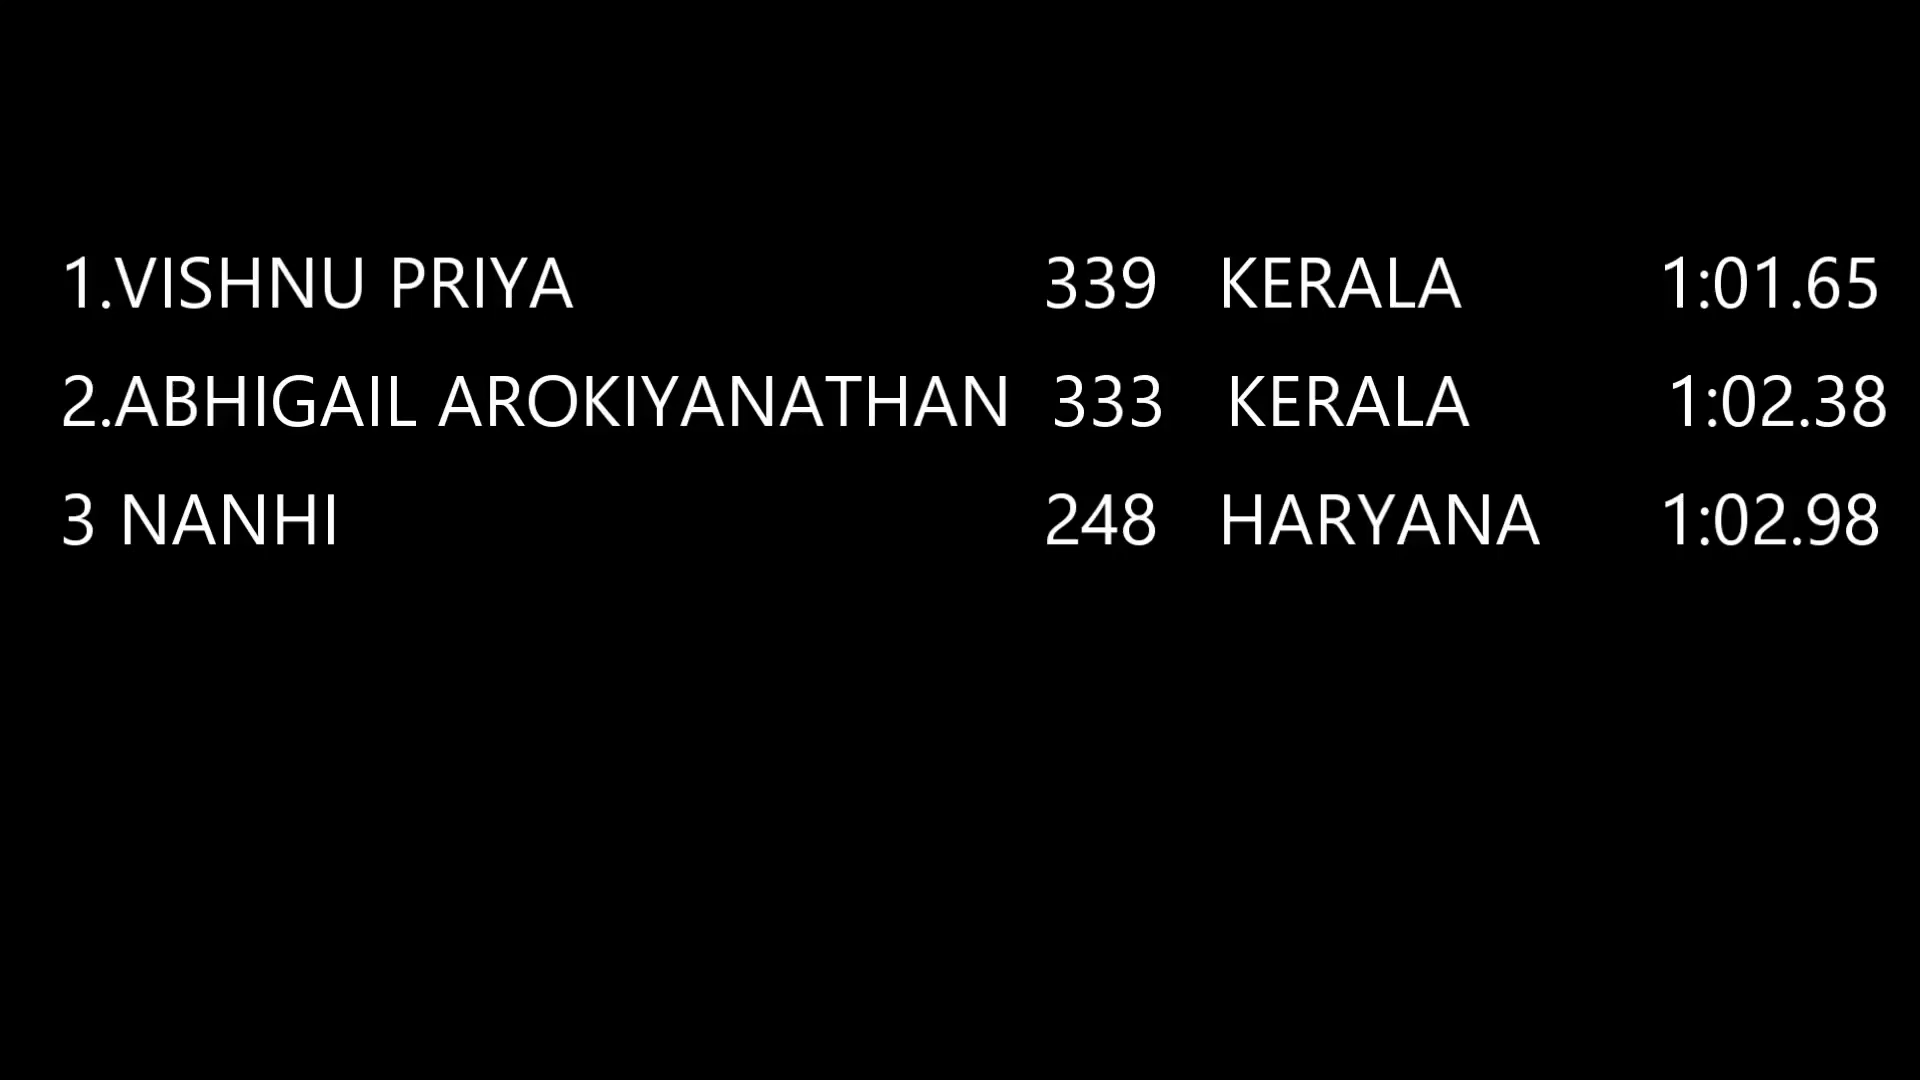 1.VISHNU PRIYA 339 KERALA 1:01.65
2.ABHIGAIL AROKIYANATHAN 333 KERALA 1:02.38
3 NANHI 248 HARYANA 1:02.98